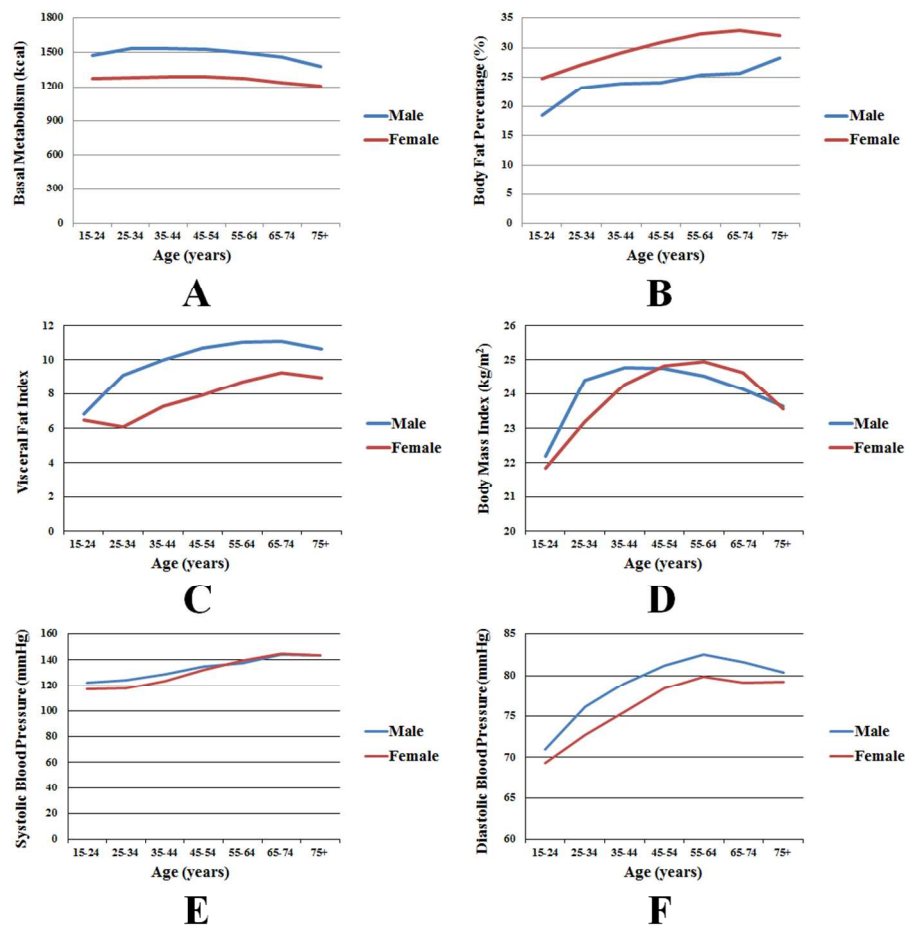 Basal Metabolism (kcal)
1800
1500
1200
900
600
300
0
15-24 25-34 35-44 45-54 55-64 65-74 75+
Age (years)
Male
Female
A
Body Fat Percentage (%)
35
30
25
20
15
10
5
0
15-24 25-34 35-44 45-54 55-64 65-74 75+
Age (years)
Male
Female
B
Visceral Fat Index
12
10
8
6
4
2
0
15-24 25-34 35-44 45-54 55-64 65-74 75+
Age (years)
Male
Female
C
Body Mass Index (kg/m²)
26
25
24
23
22
21
20
15-24 25-34 35-44 45-54 55-64 65-74 75+
Age (years)
Male
Female
D
Systolic Blood Pressure (mmHg)
160
140
120
100
80
60
40
20
0
15-24 25-34 35-44 45-54 55-64 65-74 75+
Age (years)
Male
Female
E
Diastolic Blood Pressure (mmHg)
85
80
75
70
65
60
15-24 25-34 35-44 45-54 55-64 65-74 75+
Age (years)
Male
Female
F